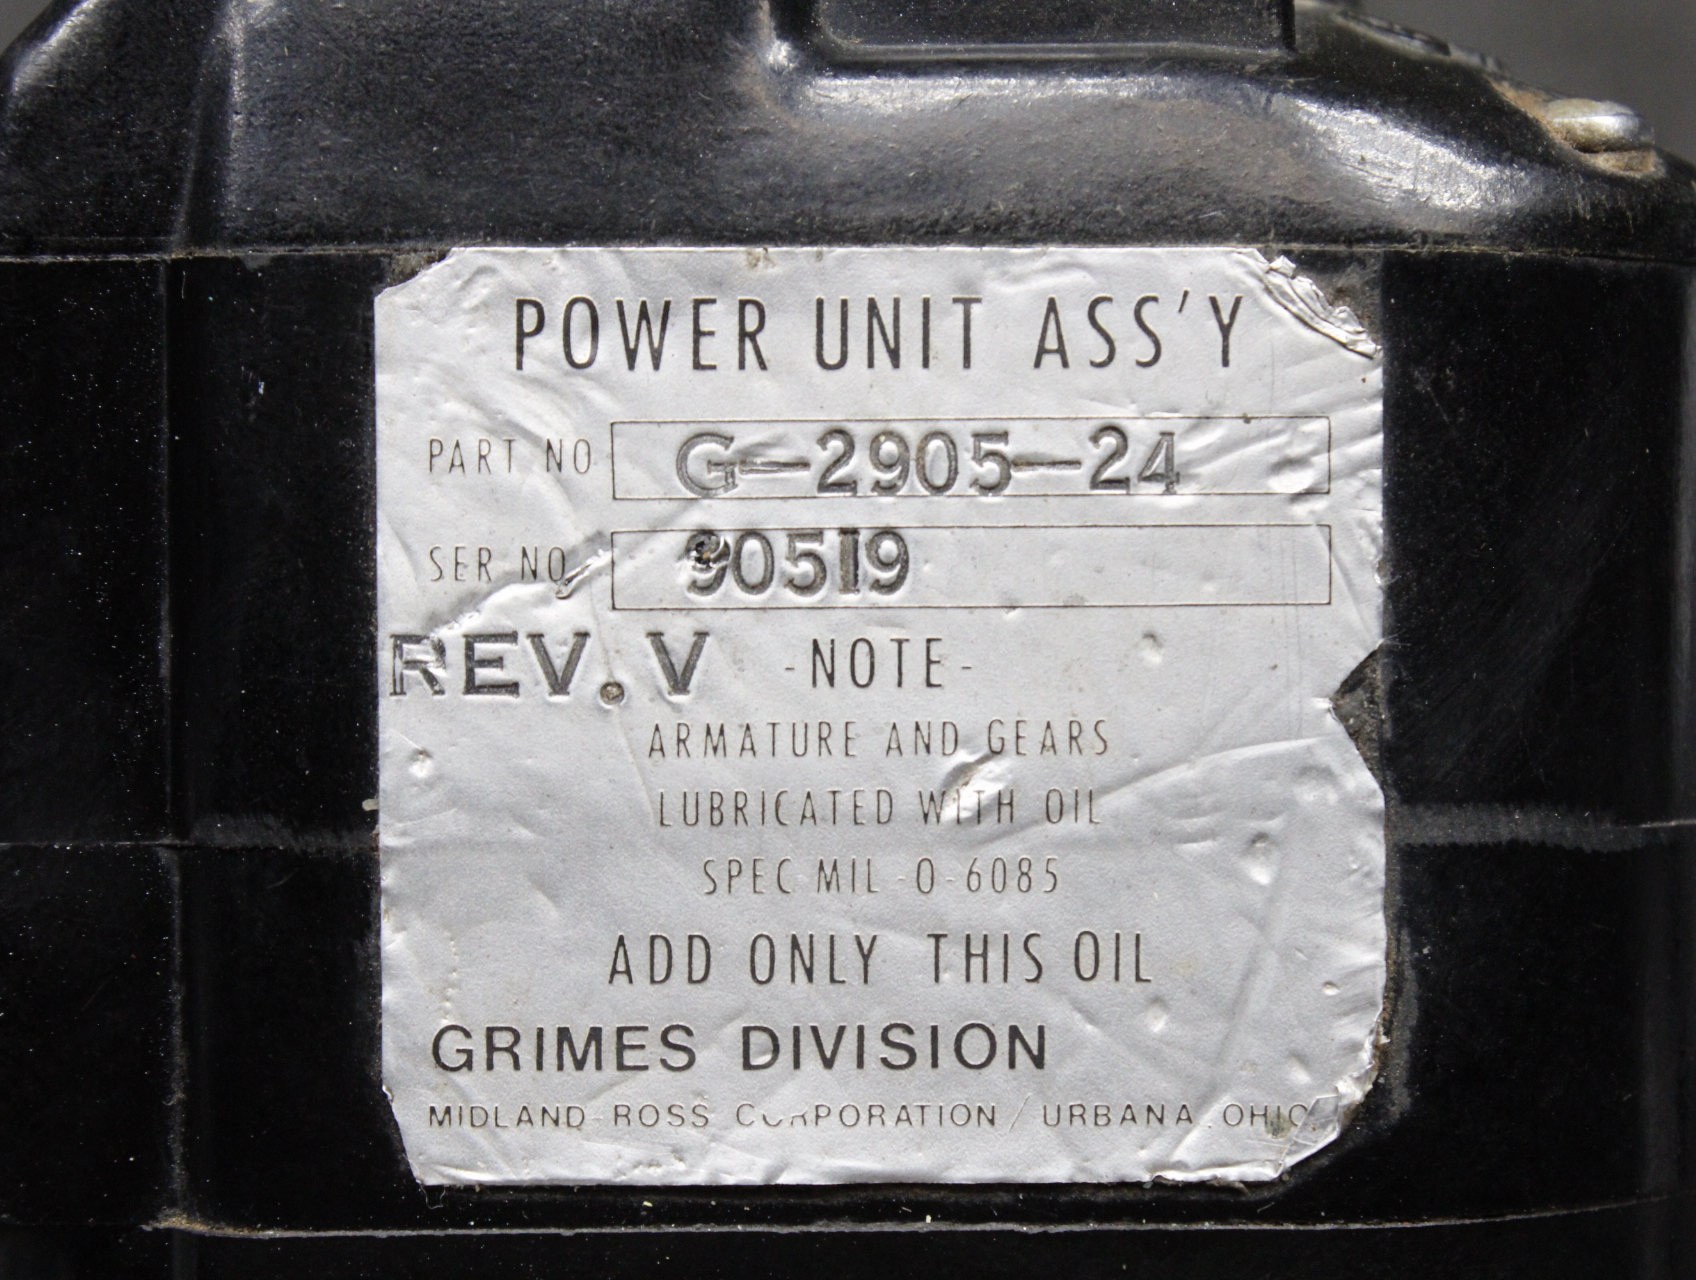 POWER UNIT ASS'Y
PART NO G-2905-24
SER NO 90519
REV. V -NOTE-
ARMATURE AND GEARS
LUBRICATED WITH OIL
SPEC MIL-O-6085
ADD ONLY THIS OIL
GRIMES DIVISION
MIDLAND-ROSS CORPORATION / URBANA, OHIO